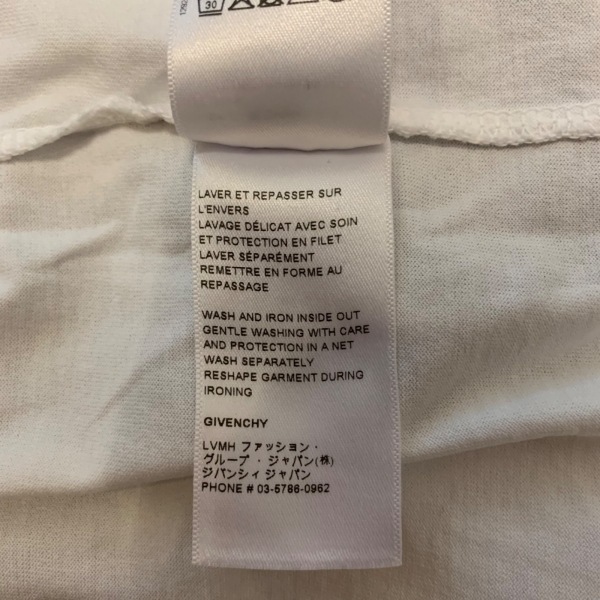 30
LAVER ET REPASSER SUR
L'ENVERS
LAVAGE DÉLICAT AVEC SOIN
ET PROTECTION EN FILET
LAVER SÉPARÉMENT
REMETTRE EN FORME AU
REPASSAGE
WASH AND IRON INSIDE OUT
GENTLE WASHING WITH CARE
AND PROTECTION IN A NET
WASH SEPARATELY
RESHAPE GARMENT DURING
IRONING
GIVENCHY
LVMH ファッション・
グループ・ジャパン(株)
ジバンシィ ジャパン
PHONE # 03-5786-0962